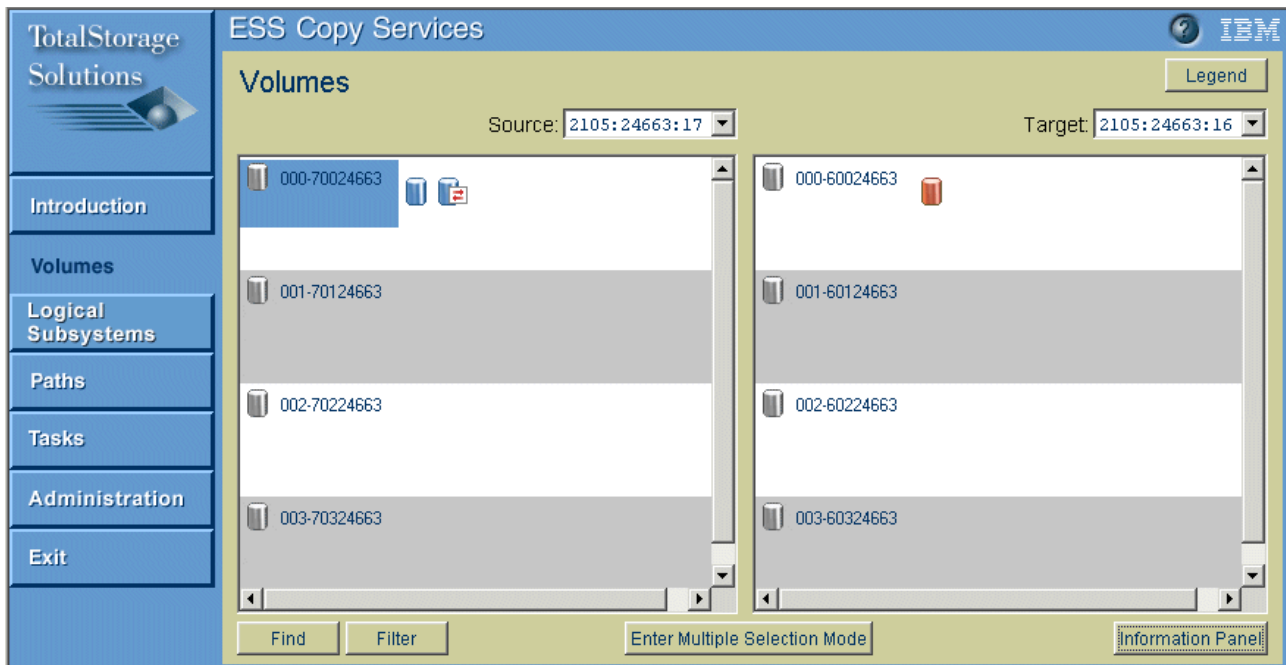 TotalStorage
Solutions
Introduction
Volumes
Logical
Subsystems
Paths
Tasks
Administration
Exit
ESS Copy Services
? IBM
Volumes
Legend
Source: 2105:24663:17
Target: 2105:24663:16
000-70024663
001-70124663
002-70224663
003-70324663
000-60024663
001-60124663
002-60224663
003-60324663
Find
Filter
Enter Multiple Selection Mode
Information Panel